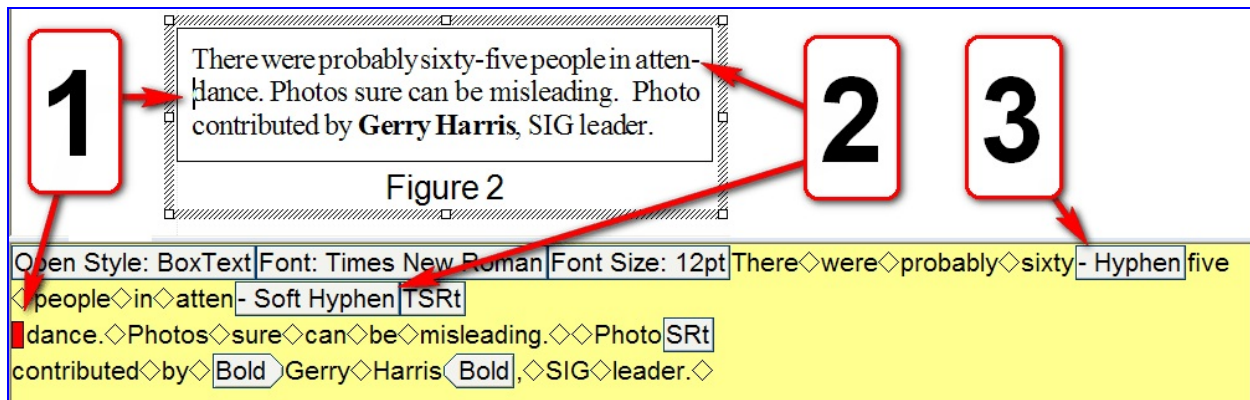 There were probably sixty-five people in atten-
dance. Photos sure can be misleading.  Photo
contributed by Gerry Harris, SIG leader.
Figure 2
1
2
3
Open Style: BoxText Font: Times New Roman Font Size: 12pt There◇were◇probably◇sixty - Hyphen five
◇people◇in◇atten - Soft Hyphen TSRt
dance.◇Photos◇sure◇can◇be◇misleading.◇◇Photo SRt
contributed◇by◇ Bold Gerry◇Harris Bold ,◇SIG◇leader.◇